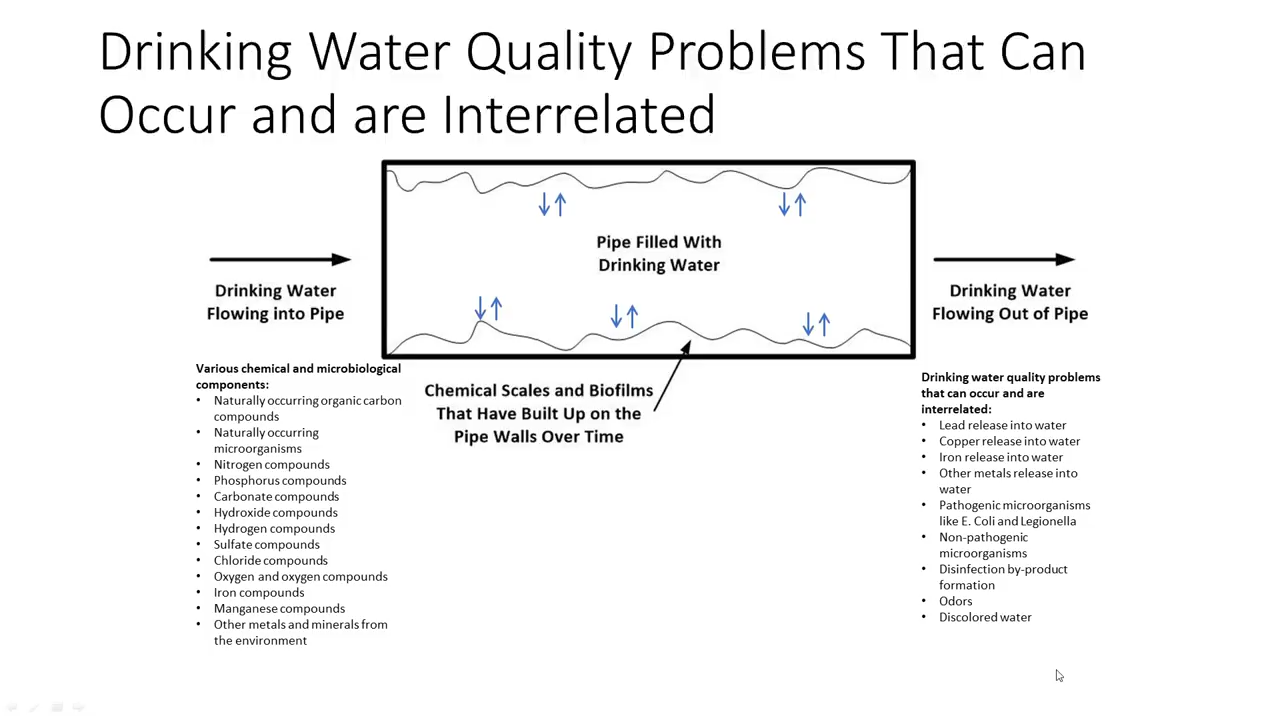 Drinking Water Quality Problems That Can
Occur and are Interrelated
Pipe Filled With
Drinking Water
Drinking Water
Flowing into Pipe
Drinking Water
Flowing Out of Pipe
Chemical Scales and Biofilms
That Have Built Up on the
Pipe Walls Over Time
Various chemical and microbiological
components:
• Naturally occurring organic carbon
compounds
• Naturally occurring
microorganisms
• Nitrogen compounds
• Phosphorus compounds
• Carbonate compounds
• Hydroxide compounds
• Hydrogen compounds
• Sulfate compounds
• Chloride compounds
• Oxygen and oxygen compounds
• Iron compounds
• Manganese compounds
• Other metals and minerals from
the environment
Drinking water quality problems
that can occur and are
interrelated:
• Lead release into water
• Copper release into water
• Iron release into water
• Other metals release into
water
• Pathogenic microorganisms
like E. Coli and Legionella
• Non-pathogenic
microorganisms
• Disinfection by-product
formation
• Odors
• Discolored water